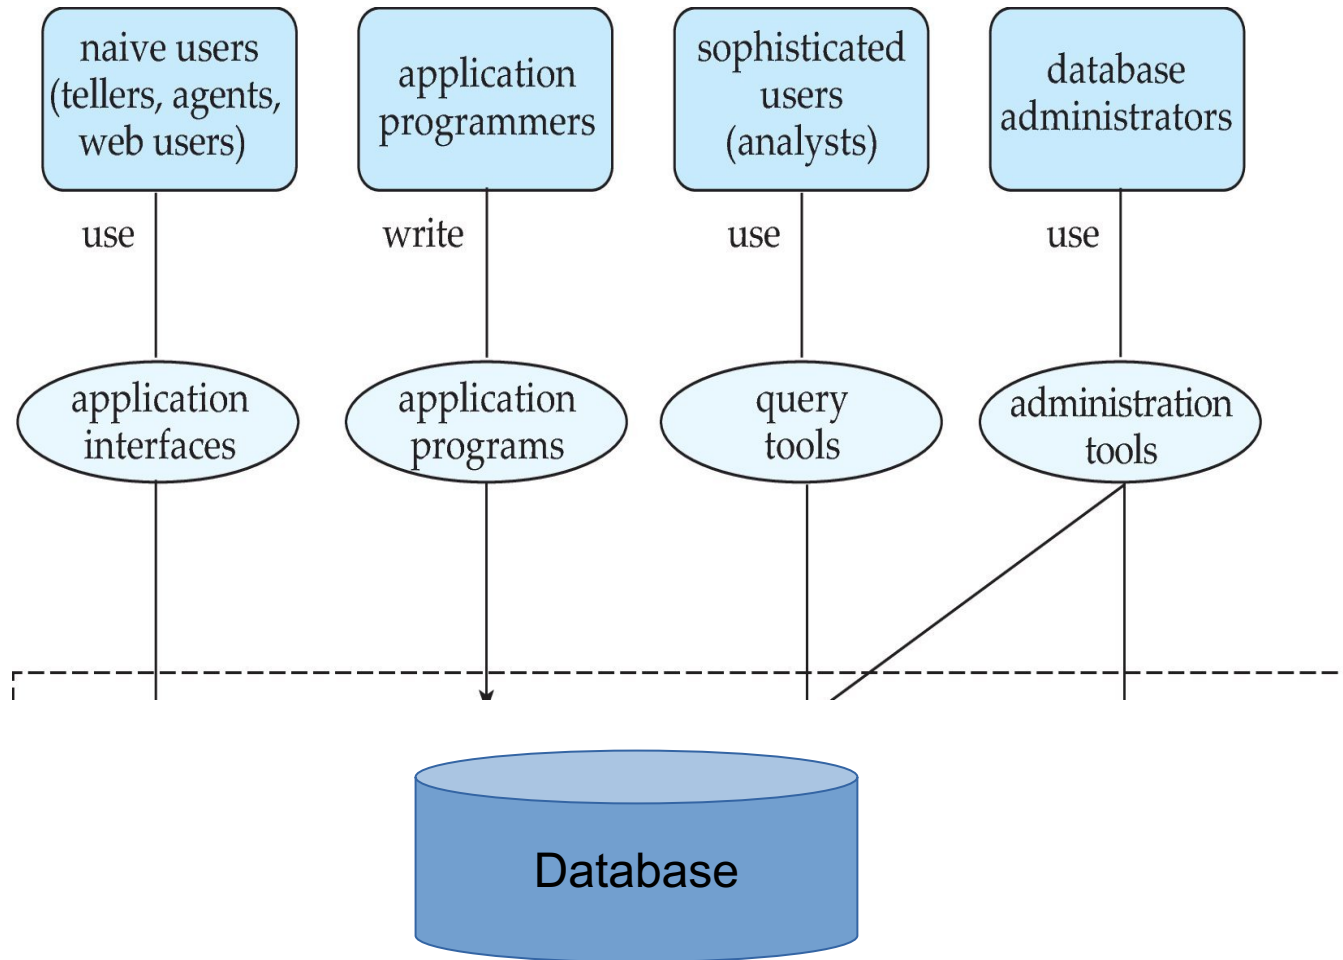 naive users
(tellers, agents,
web users)
application
programmers
sophisticated
users
(analysts)
database
administrators
use
write
use
use
application
interfaces
application
programs
query
tools
administration
tools
Database